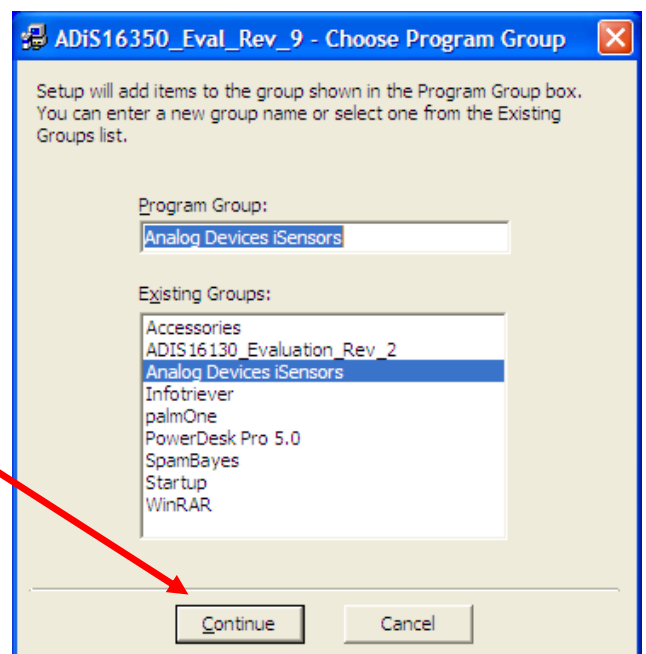 ADiS16350_Eval_Rev_9 - Choose Program Group
Setup will add items to the group shown in the Program Group box.
You can enter a new group name or select one from the Existing
Groups list.
Program Group:
Analog Devices iSensors
Existing Groups:
Accessories
ADIS16130_Evaluation_Rev_2
Analog Devices iSensors
Infotriever
palmOne
PowerDesk Pro 5.0
SpamBayes
Startup
WinRAR
Continue Cancel